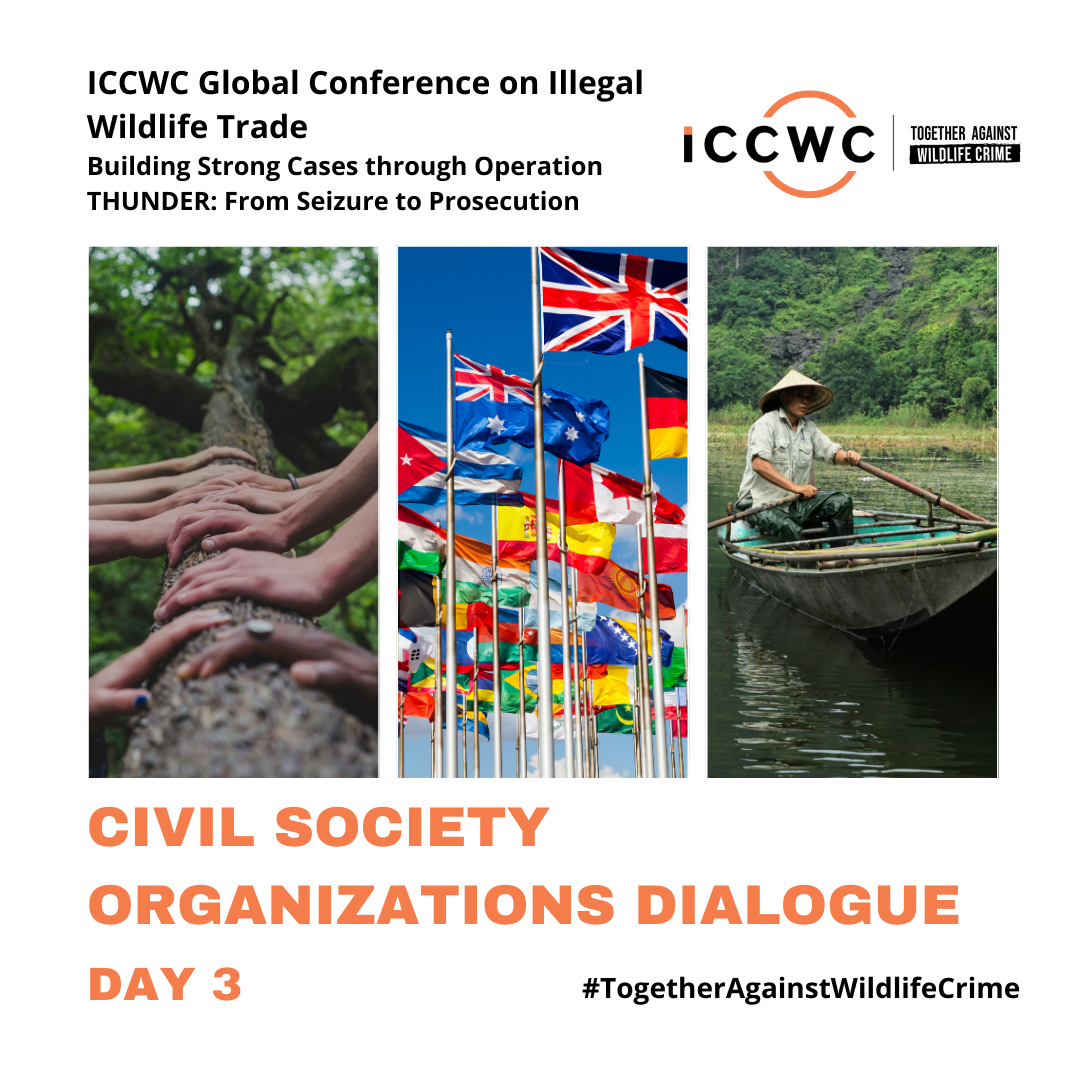 ICCWC Global Conference on Illegal
Wildlife Trade
Building Strong Cases through Operation
THUNDER: From Seizure to Prosecution
ICCWC
TOGETHER AGAINST
WILDLIFE CRIME
CIVIL SOCIETY
ORGANIZATIONS DIALOGUE
DAY 3
#TogetherAgainstWildlifeCrime